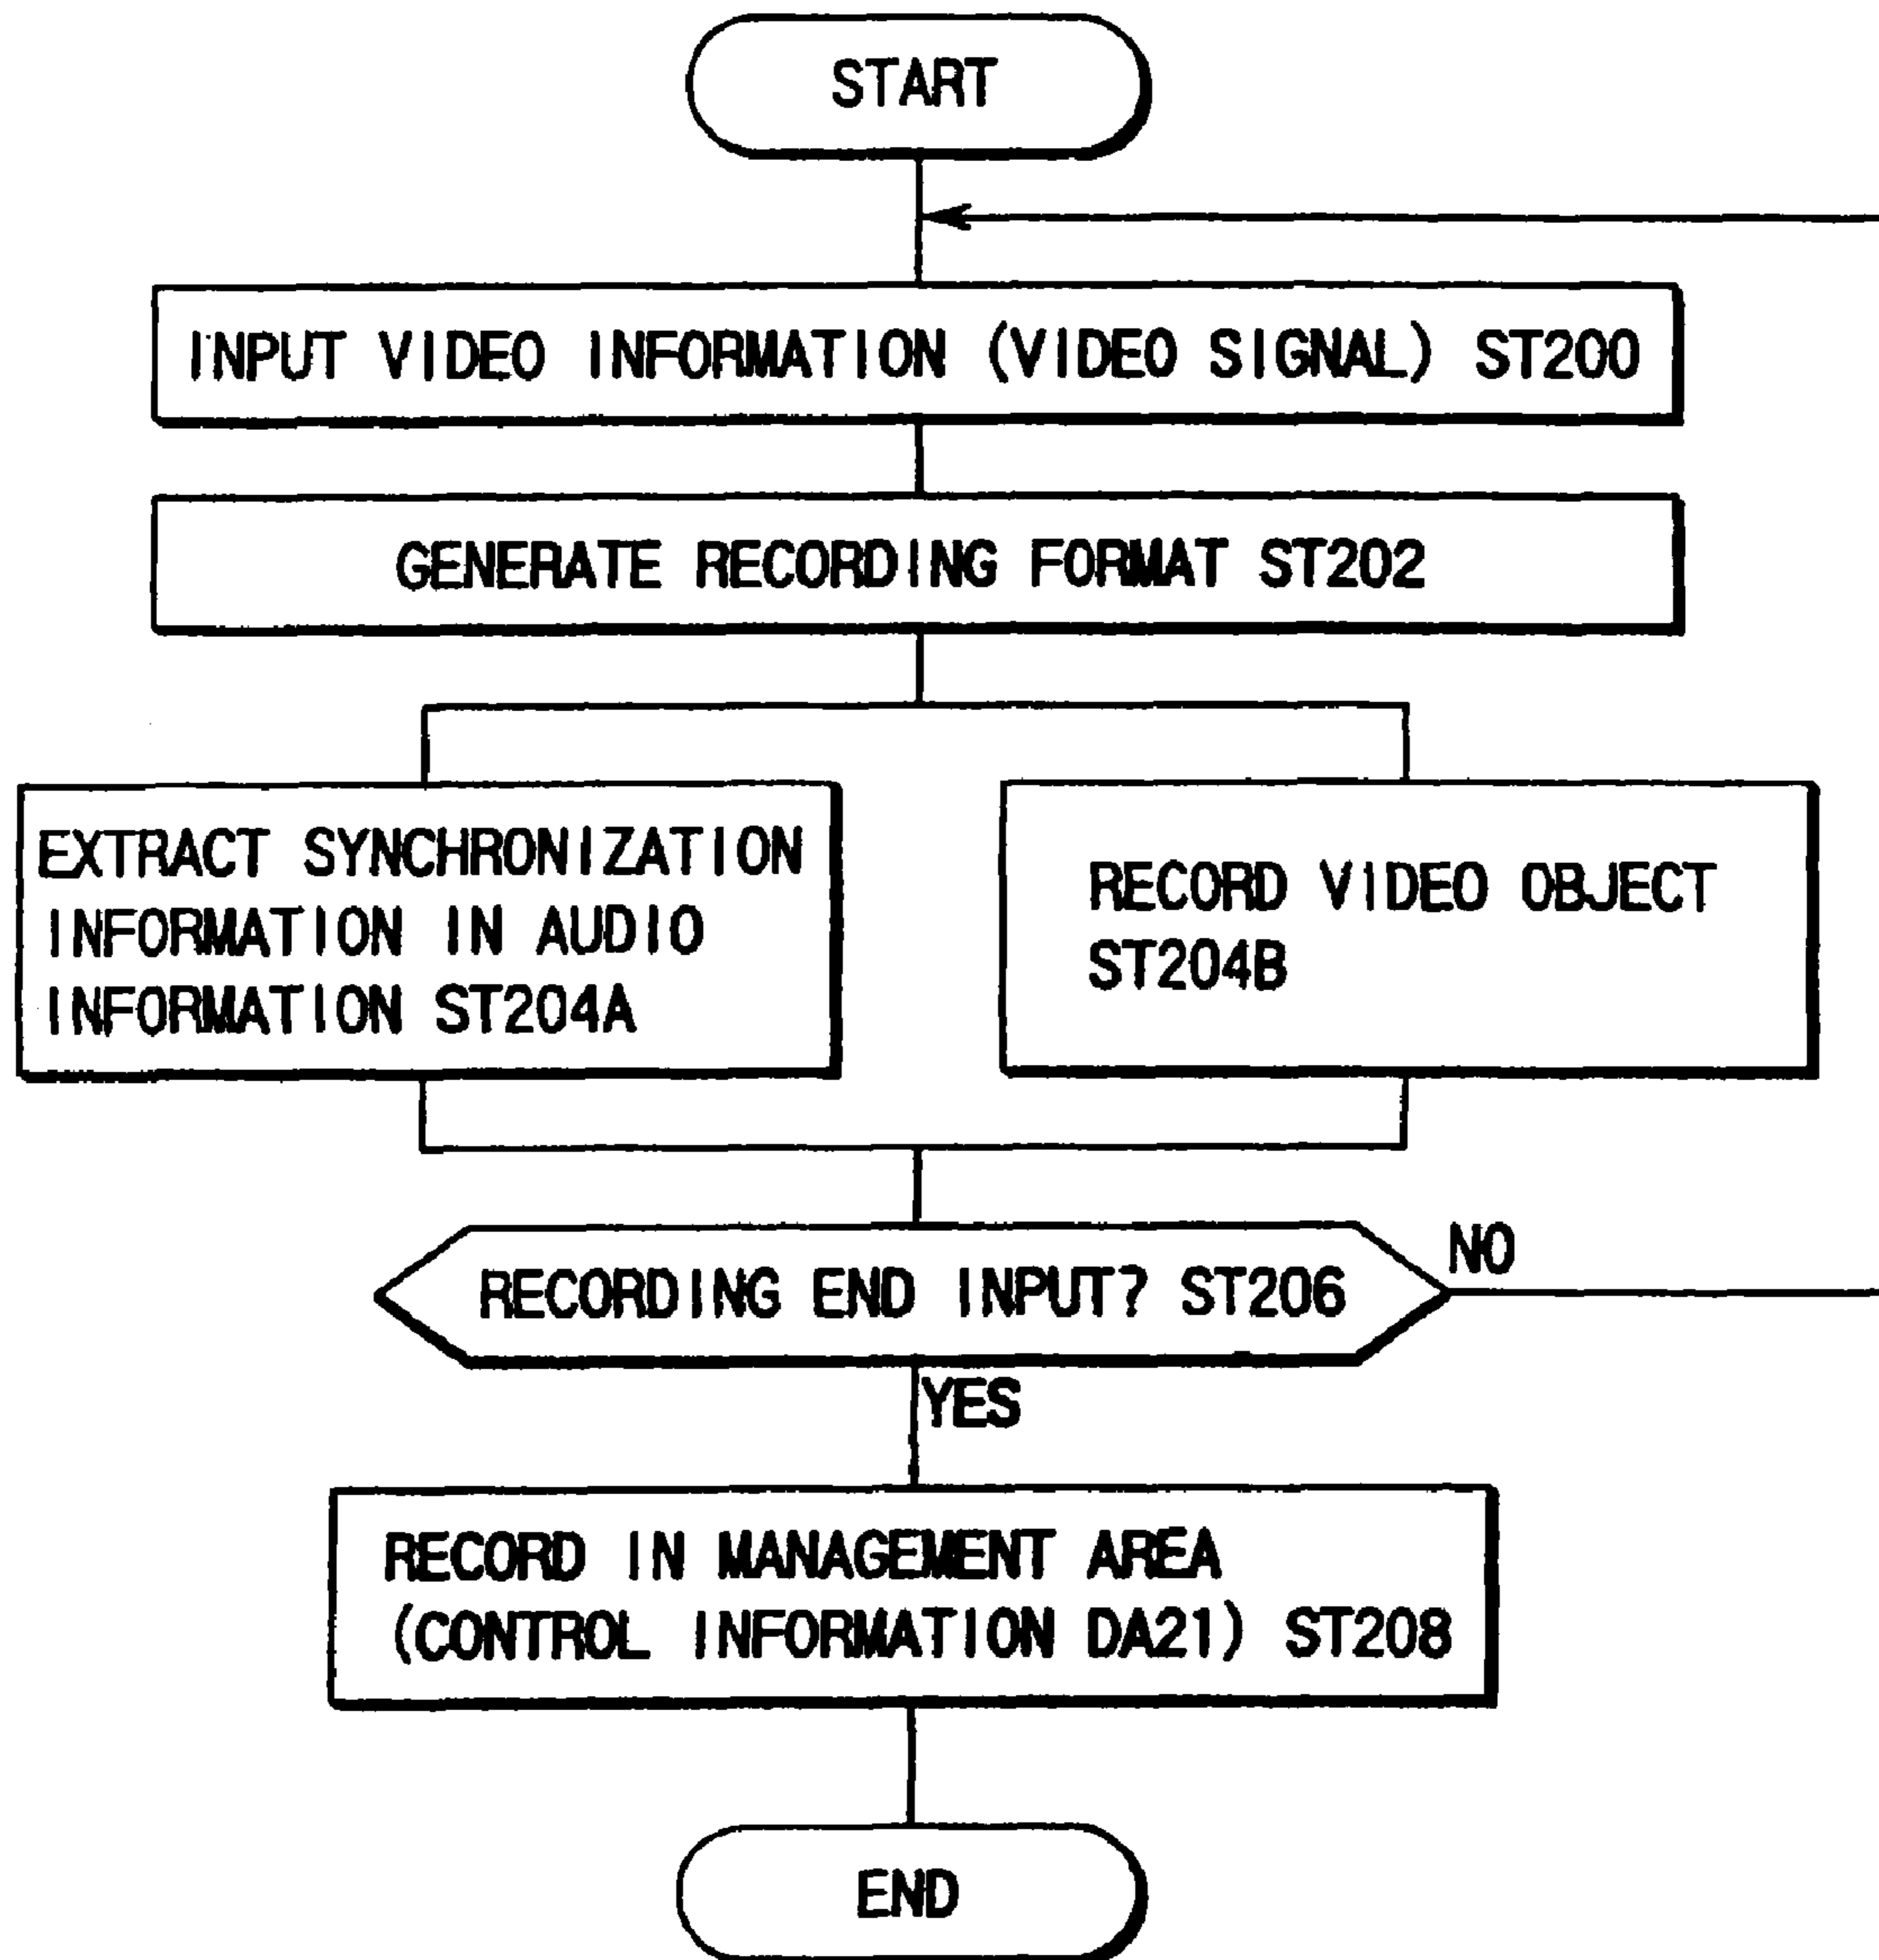 START
INPUT VIDEO INFORMATION (VIDEO SIGNAL) ST200
GENERATE RECORDING FORMAT ST202
EXTRACT SYNCHRONIZATION
INFORMATION IN AUDIO
INFORMATION ST204A
RECORD VIDEO OBJECT
ST204B
RECORDING END INPUT? ST206
NO
YES
RECORD IN MANAGEMENT AREA
(CONTROL INFORMATION DA21) ST208
END